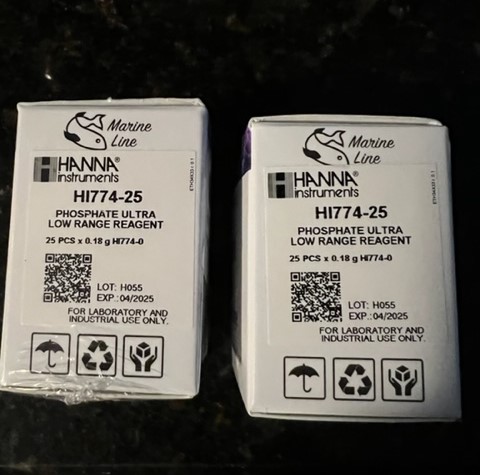 Marine
Line
HANNA®
instruments
HI774-25
PHOSPHATE ULTRA
LOW RANGE REAGENT
25 PCS x 0.18 g HI774-0
LOT: H055
EXP.:04/2025
FOR LABORATORY AND
INDUSTRIAL USE ONLY.
Marine
Line
HANNA®
instruments
HI774-25
PHOSPHATE ULTRA
LOW RANGE REAGENT
25 PCS x 0.18 g HI774-0
LOT: H055
EXP.:04/2025
FOR LABORATORY AND
INDUSTRIAL USE ONLY.